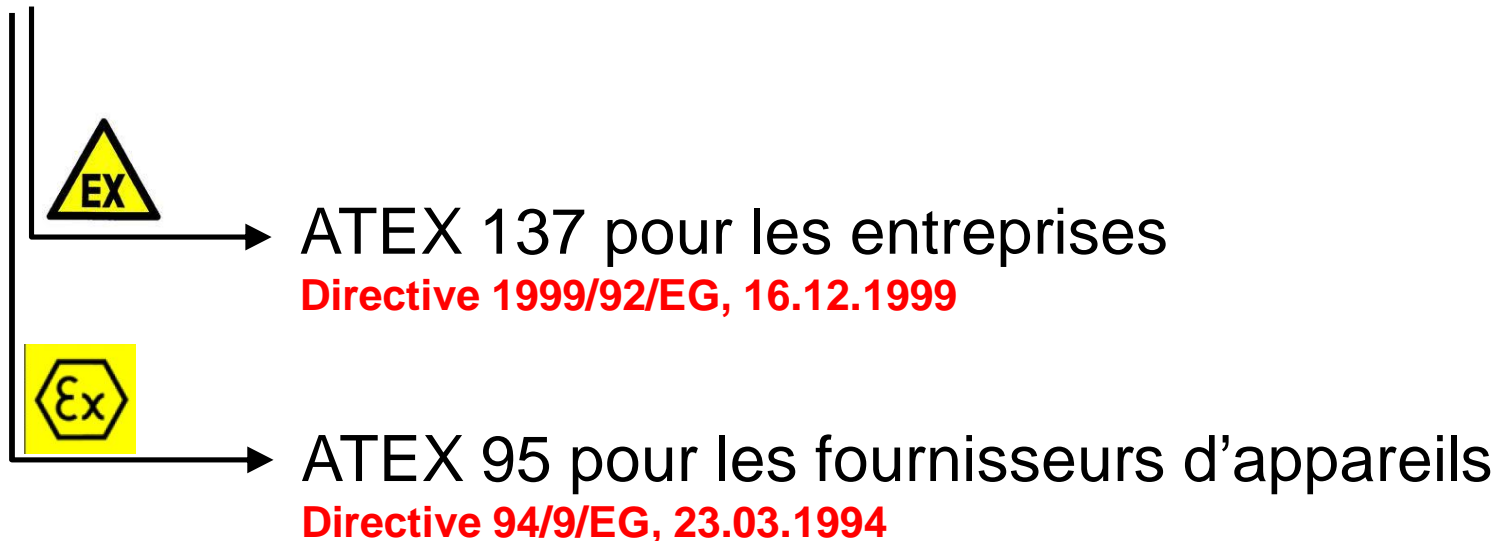 EX
ATEX 137 pour les entreprises
Directive 1999/92/EG, 16.12.1999
Ex
ATEX 95 pour les fournisseurs d’appareils
Directive 94/9/EG, 23.03.1994